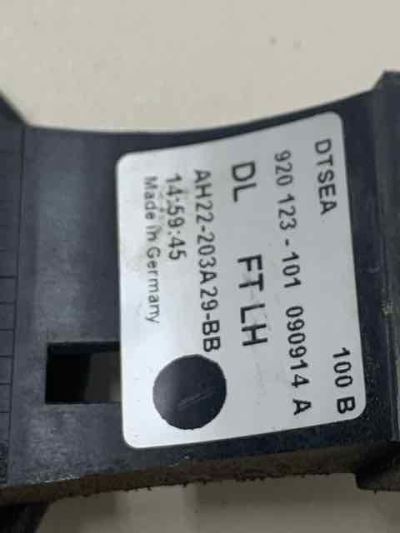 DTSEA 100 B
920 123 - 101 090914 A
DL FT LH
AH22-203A29-BB
14:59:45
Made in Germany